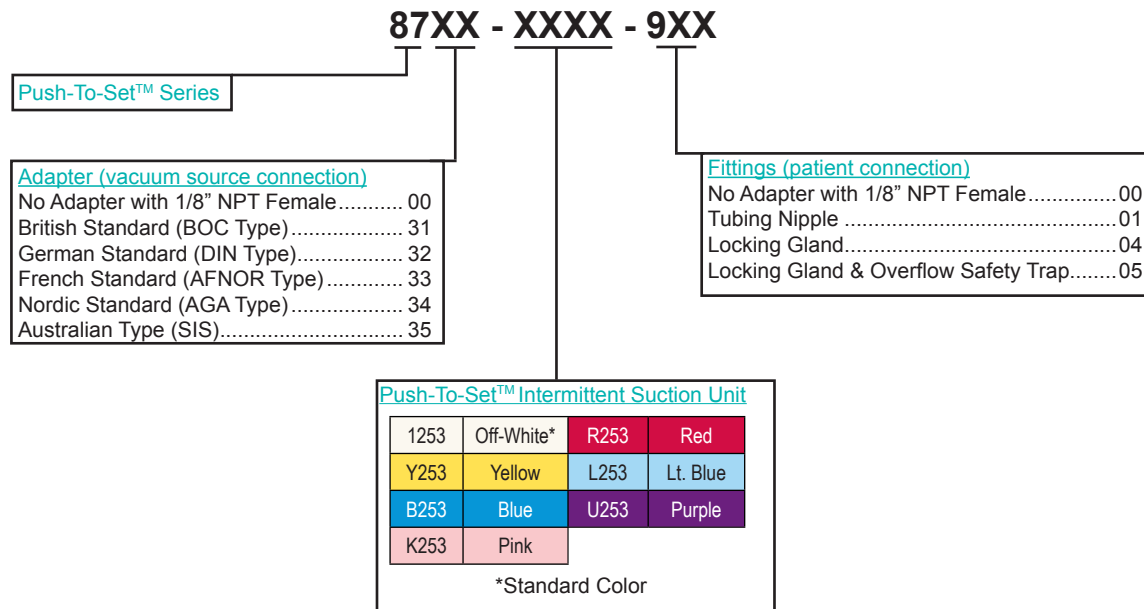 87XX - XXXX - 9XX
Push-To-Set™ Series
Adapter (vacuum source connection)
No Adapter with 1/8” NPT Female........... 00
British Standard (BOC Type)................... 31
German Standard (DIN Type).................. 32
French Standard (AFNOR Type)............. 33
Nordic Standard (AGA Type)................... 34
Australian Type (SIS)............................... 35
Fittings (patient connection)
No Adapter with 1/8” NPT Female...............00
Tubing Nipple .............................................01
Locking Gland.............................................04
Locking Gland & Overflow Safety Trap........05
Push-To-Set™ Intermittent Suction Unit
1253 Off-White* R253 Red
Y253 Yellow L253 Lt. Blue
B253 Blue U253 Purple
K253 Pink
*Standard Color